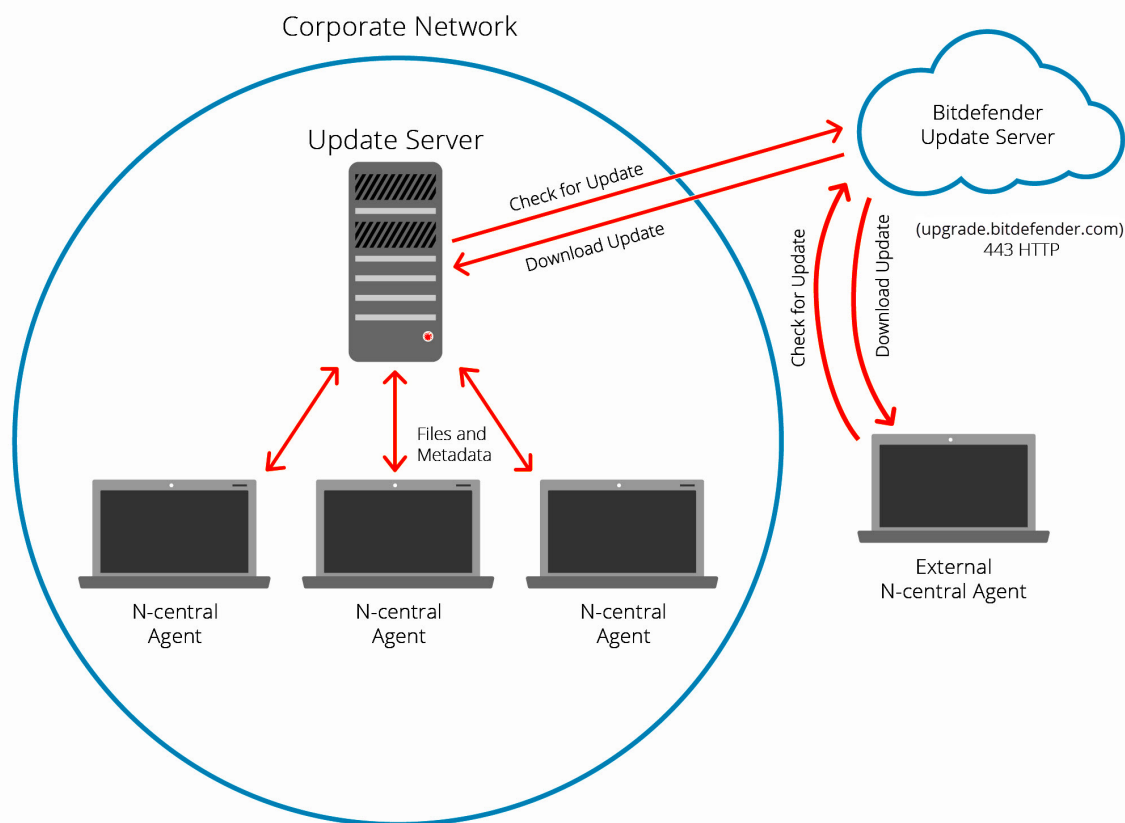 Corporate Network
Update Server
Check for Update
Download Update
Bitdefender
Update Server
(upgrade.bitdefender.com)
443 HTTP
Check for Update
Download Update
Files and
Metadata
N-central
Agent
N-central
Agent
N-central
Agent
External
N-central Agent